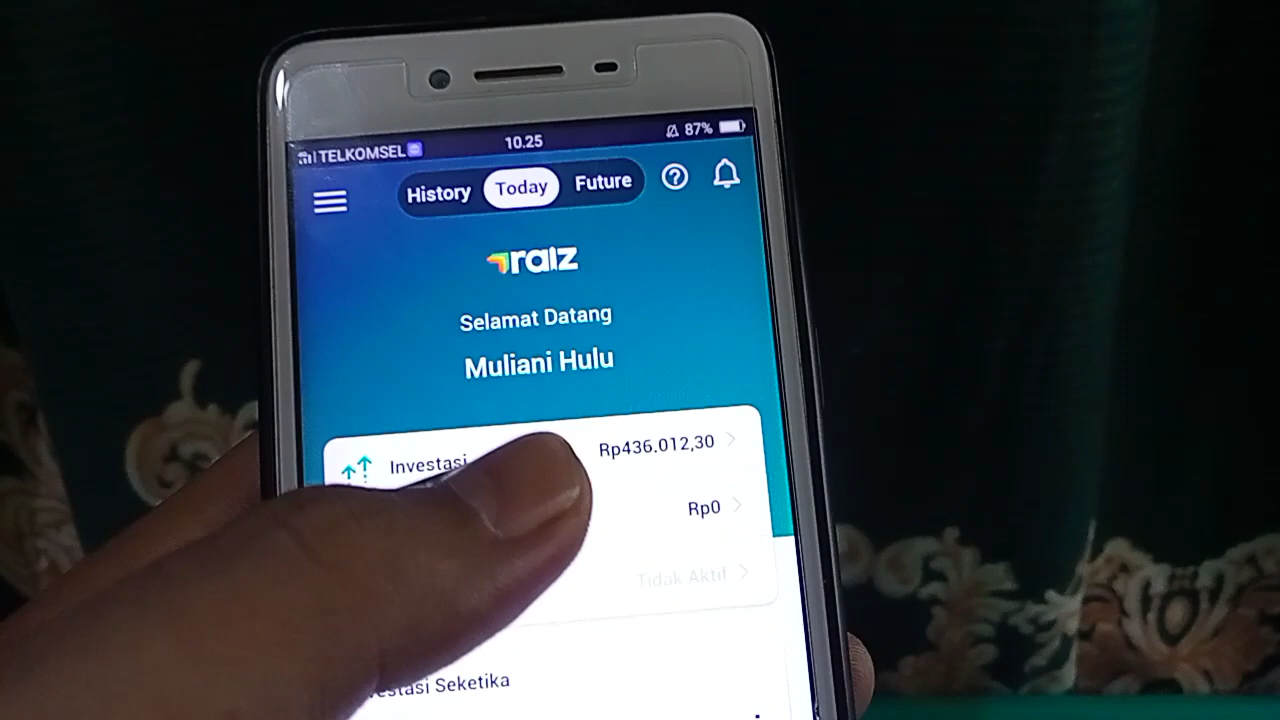 TELKOMSEL 10.25 87%
History Today Future
raiz
Selamat Datang
Muliani Hulu
Investasi Rp436.012,30
Rp0
Tidak Aktif
Seketika